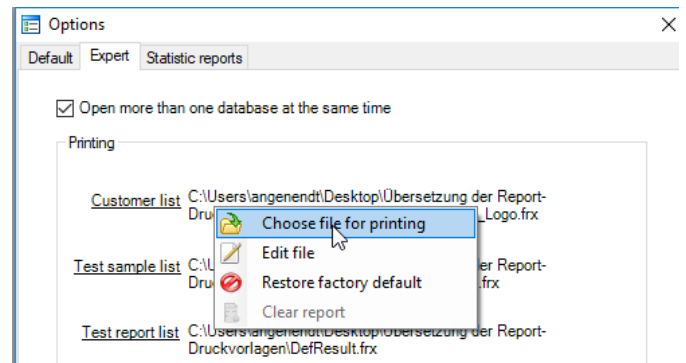 Options
Default Expert Statistic reports
Open more than one database at the same time
Printing
Customer list C:\Users\angenendt\Desktop\Übersetzung der Report-
Dru _Logo.frx
Choose file for printing
Edit file
Test sample list C:\U er Report-
Dru .frx
Restore factory default
Clear report
Test report list C:\Users\angenendt\Desktop\Übersetzung der Report-
Druckvorlagen\DefResult.frx